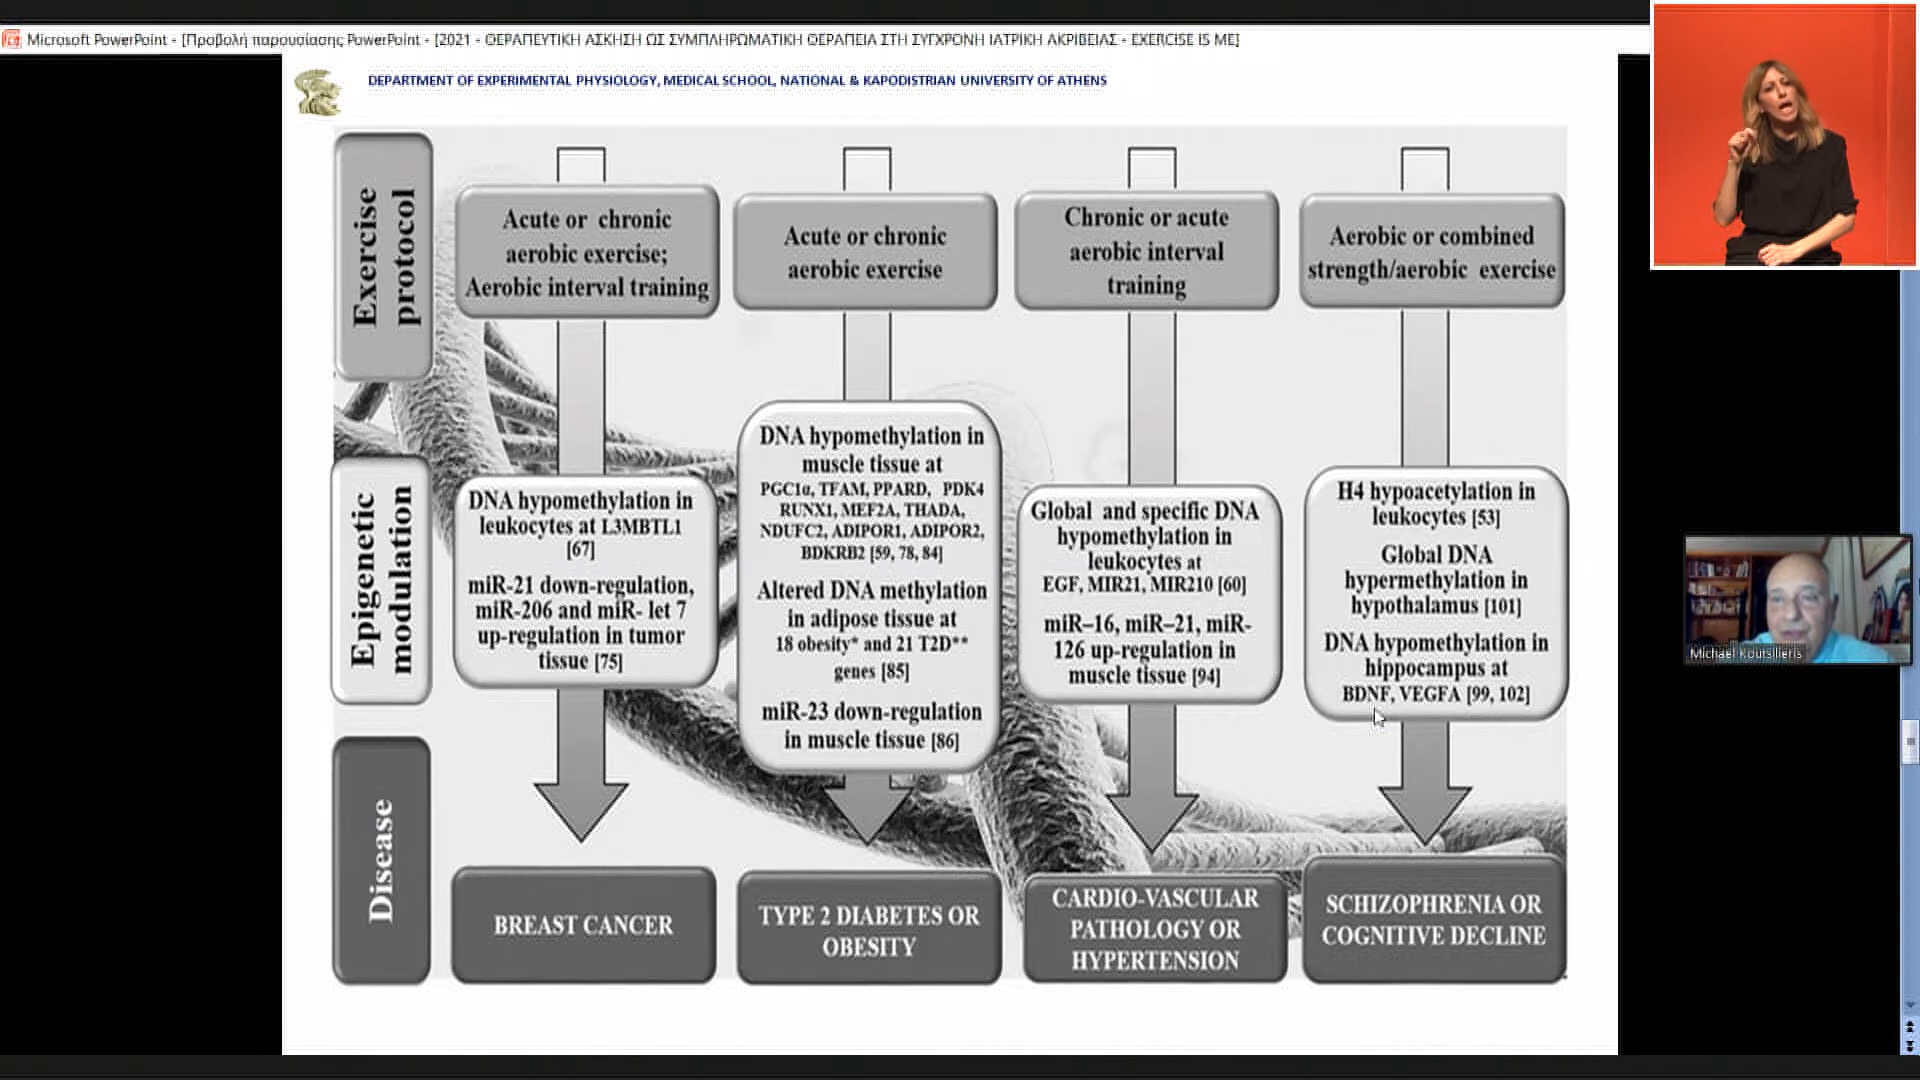 Microsoft PowerPoint - [Προβολή παρουσίασης PowerPoint - [2021 - ΘΕΡΑΠΕΥΤΙΚΗ ΑΣΚΗΣΗ ΩΣ ΣΥΜΠΛΗΡΩΜΑΤΙΚΗ ΘΕΡΑΠΕΙΑ ΣΤΗ ΣΥΓΧΡΟΝΗ ΙΑΤΡΙΚΗ ΑΚΡΙΒΕΙΑΣ - EXERCISE IS ME]
DEPARTMENT OF EXPERIMENTAL PHYSIOLOGY, MEDICAL SCHOOL, NATIONAL & KAPODISTRIAN UNIVERSITY OF ATHENS
Exercise
protocol
Acute or chronic
aerobic exercise;
Aerobic interval training
Acute or chronic
aerobic exercise
Chronic or acute
aerobic interval
training
Aerobic or combined
strength/aerobic exercise
Epigenetic
modulation
DNA hypomethylation in
leukocytes at L3MBTL1
[67]
miR-21 down-regulation,
miR-206 and miR- let 7
up-regulation in tumor
tissue [75]
DNA hypomethylation in
muscle tissue at
PGC1α, TFAM, PPARD, PDK4
RUNX1, MEF2A, THADA,
NDUFC2, ADIPOR1, ADIPOR2,
BDKRB2 [59, 78, 84]
Altered DNA methylation
in adipose tissue at
18 obesity* and 21 T2D**
genes [85]
miR-23 down-regulation
in muscle tissue [86]
Global and specific DNA
hypomethylation in
leukocytes at
EGF, MIR21, MIR210 [60]
miR–16, miR–21, miR-
126 up-regulation in
muscle tissue [94]
H4 hypoacetylation in
leukocytes [53]
Global DNA
hypermethylation in
hypothalamus [101]
DNA hypomethylation in
hippocampus at
BDNF, VEGFA [99, 102]
Disease
BREAST CANCER
TYPE 2 DIABETES OR
OBESITY
CARDIO-VASCULAR
PATHOLOGY OR
HYPERTENSION
SCHIZOPHRENIA OR
COGNITIVE DECLINE
Michael Koutsilieris